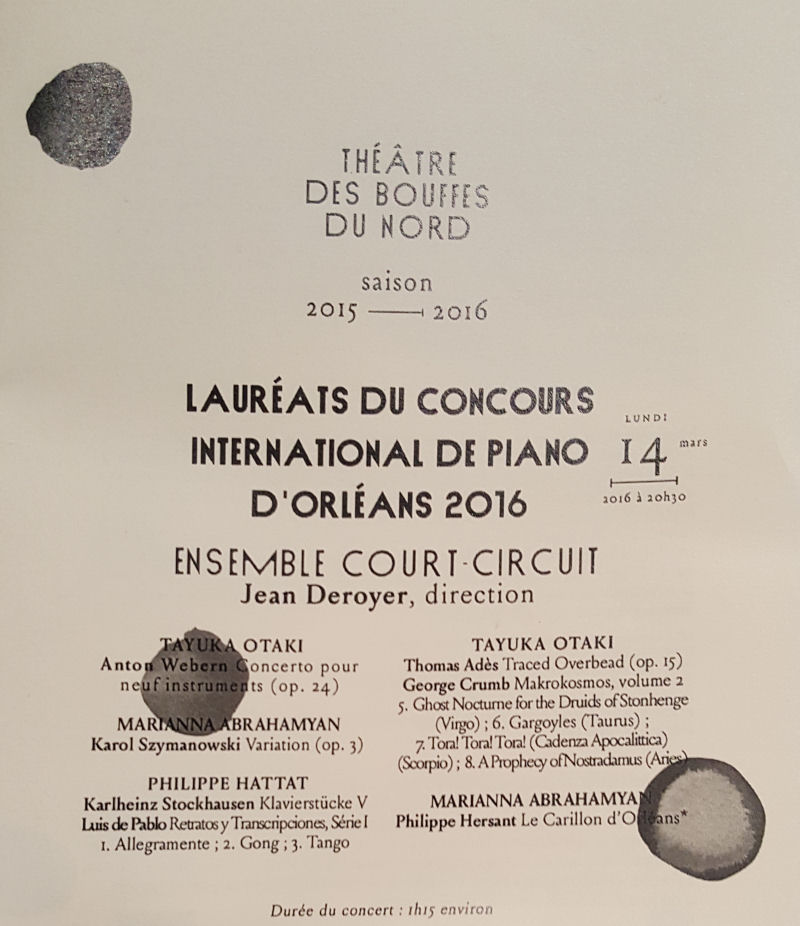 THÉÂTRE
DES BOUFFES
DU NORD
saison
2015 — 2016
LAURÉATS DU CONCOURS
INTERNATIONAL DE PIANO
D'ORLÉANS 2016
LUNDI
14 mars
2016 à 20h30
ENSEMBLE COURT-CIRCUIT
Jean Deroyer, direction
TAYUKA OTAKI
Anton Webern Concerto pour
neuf instruments (op. 24)
MARIANNA ABRAHAMYAN
Karol Szymanowski Variation (op. 3)
PHILIPPE HATTAT
Karlheinz Stockhausen Klavierstücke V
Luis de Pablo Retratos y Transcripciones, Série I
1. Allegramente ; 2. Gong ; 3. Tango
TAYUKA OTAKI
Thomas Adès Traced Overbead (op. 15)
George Crumb Makrokosmos, volume 2
5. Ghost Nocturne for the Druids of Stonhenge
(Virgo) ; 6. Gargoyles (Taurus) ;
7. Tora! Tora! Tora! (Cadenza Apocalittica)
(Scorpio) ; 8. A Prophecy of Nostradamus (Aries)
MARIANNA ABRAHAMYAN
Philippe Hersant Le Carillon d'Orléans*
Durée du concert : 1h15 environ